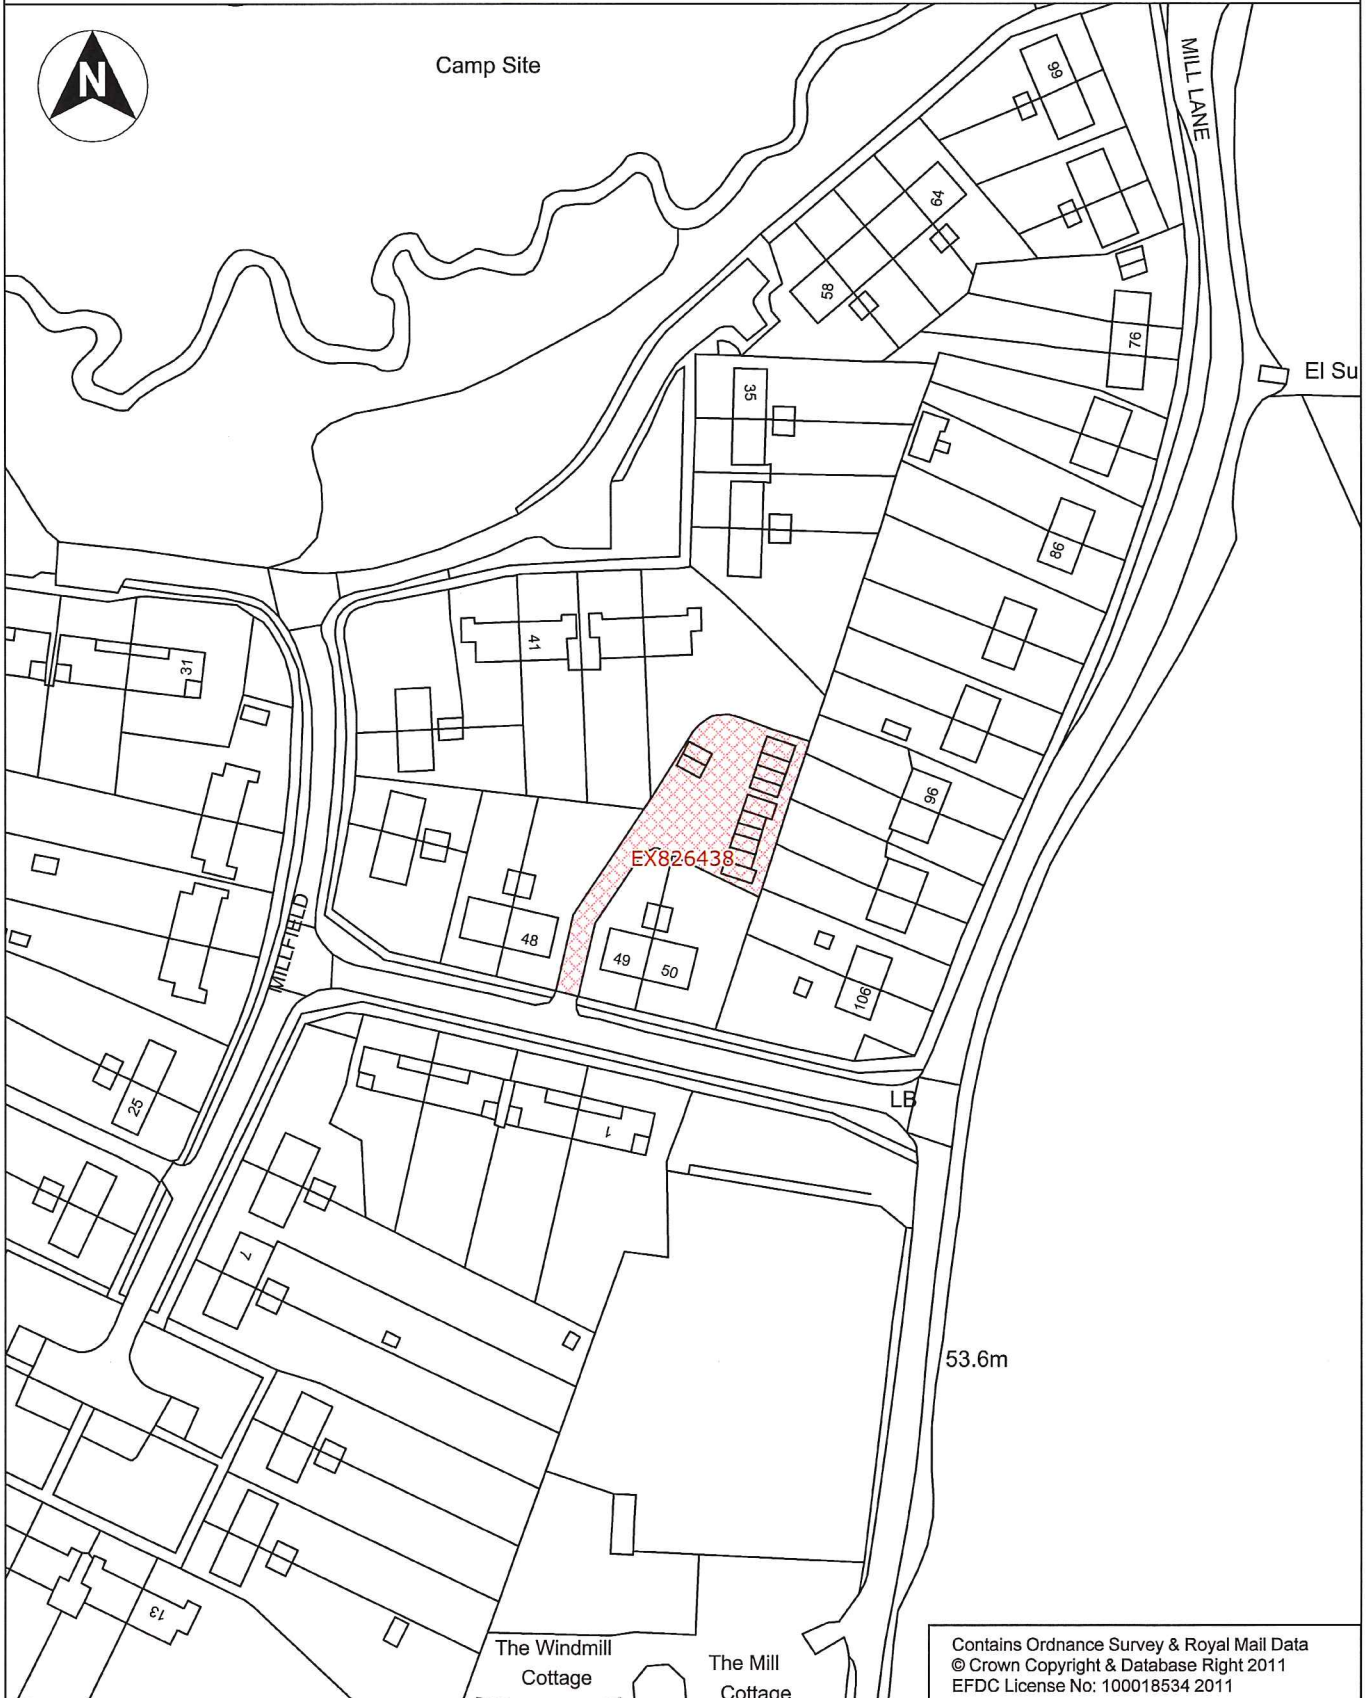 N
Camp Site
MILL LANE
66
64
58
76
El Su
35
86
41
31
96
EX826438
48
49
50
MILLFIELD
106
LB
25
1
7
53.6m
13
The Windmill
Cottage
The Mill
Cottage
Contains Ordnance Survey & Royal Mail Data
© Crown Copyright & Database Right 2011
EFDC License No: 100018534 2011